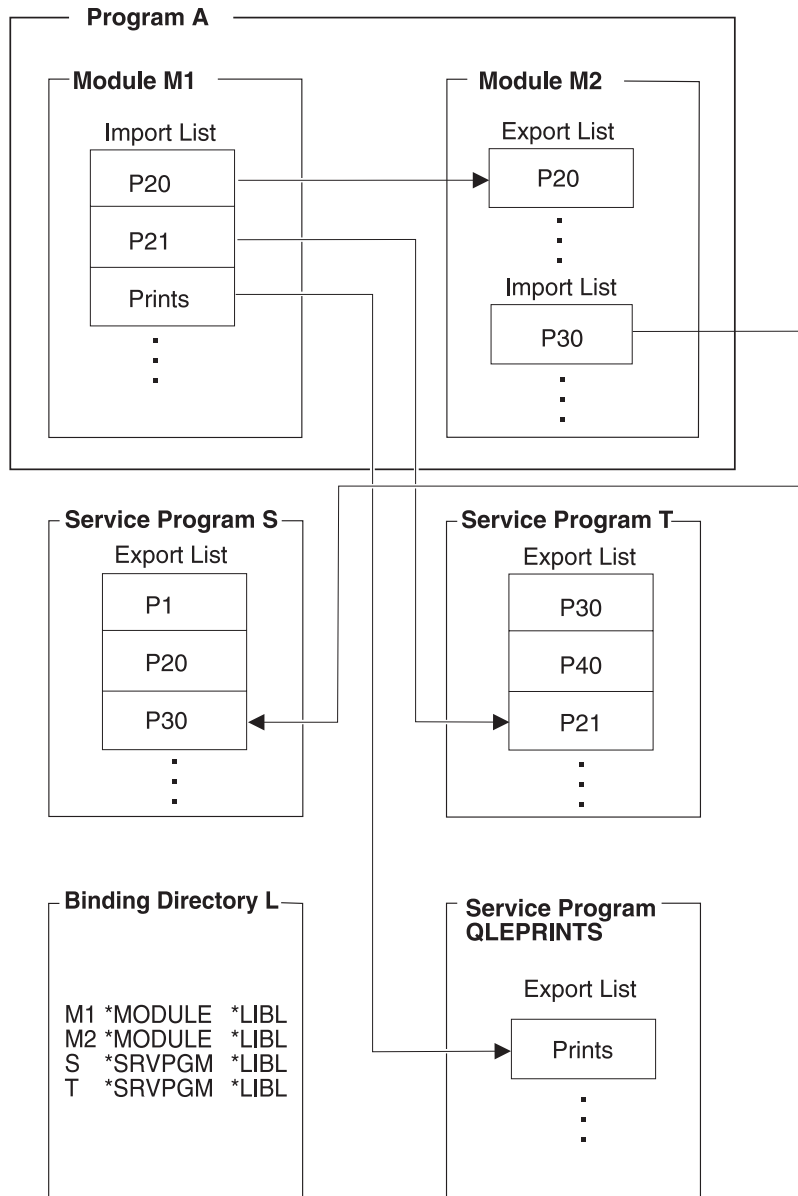 Program A
Module M1
Import List
P20
P21
Prints
Module M2
Export List
P20
Import List
P30
Service Program S
Export List
P1
P20
P30
Service Program T
Export List
P30
P40
P21
Binding Directory L
M1 *MODULE *LIBL
M2 *MODULE *LIBL
S *SRVPGM *LIBL
T *SRVPGM *LIBL
Service Program
QLEPRINTS
Export List
Prints